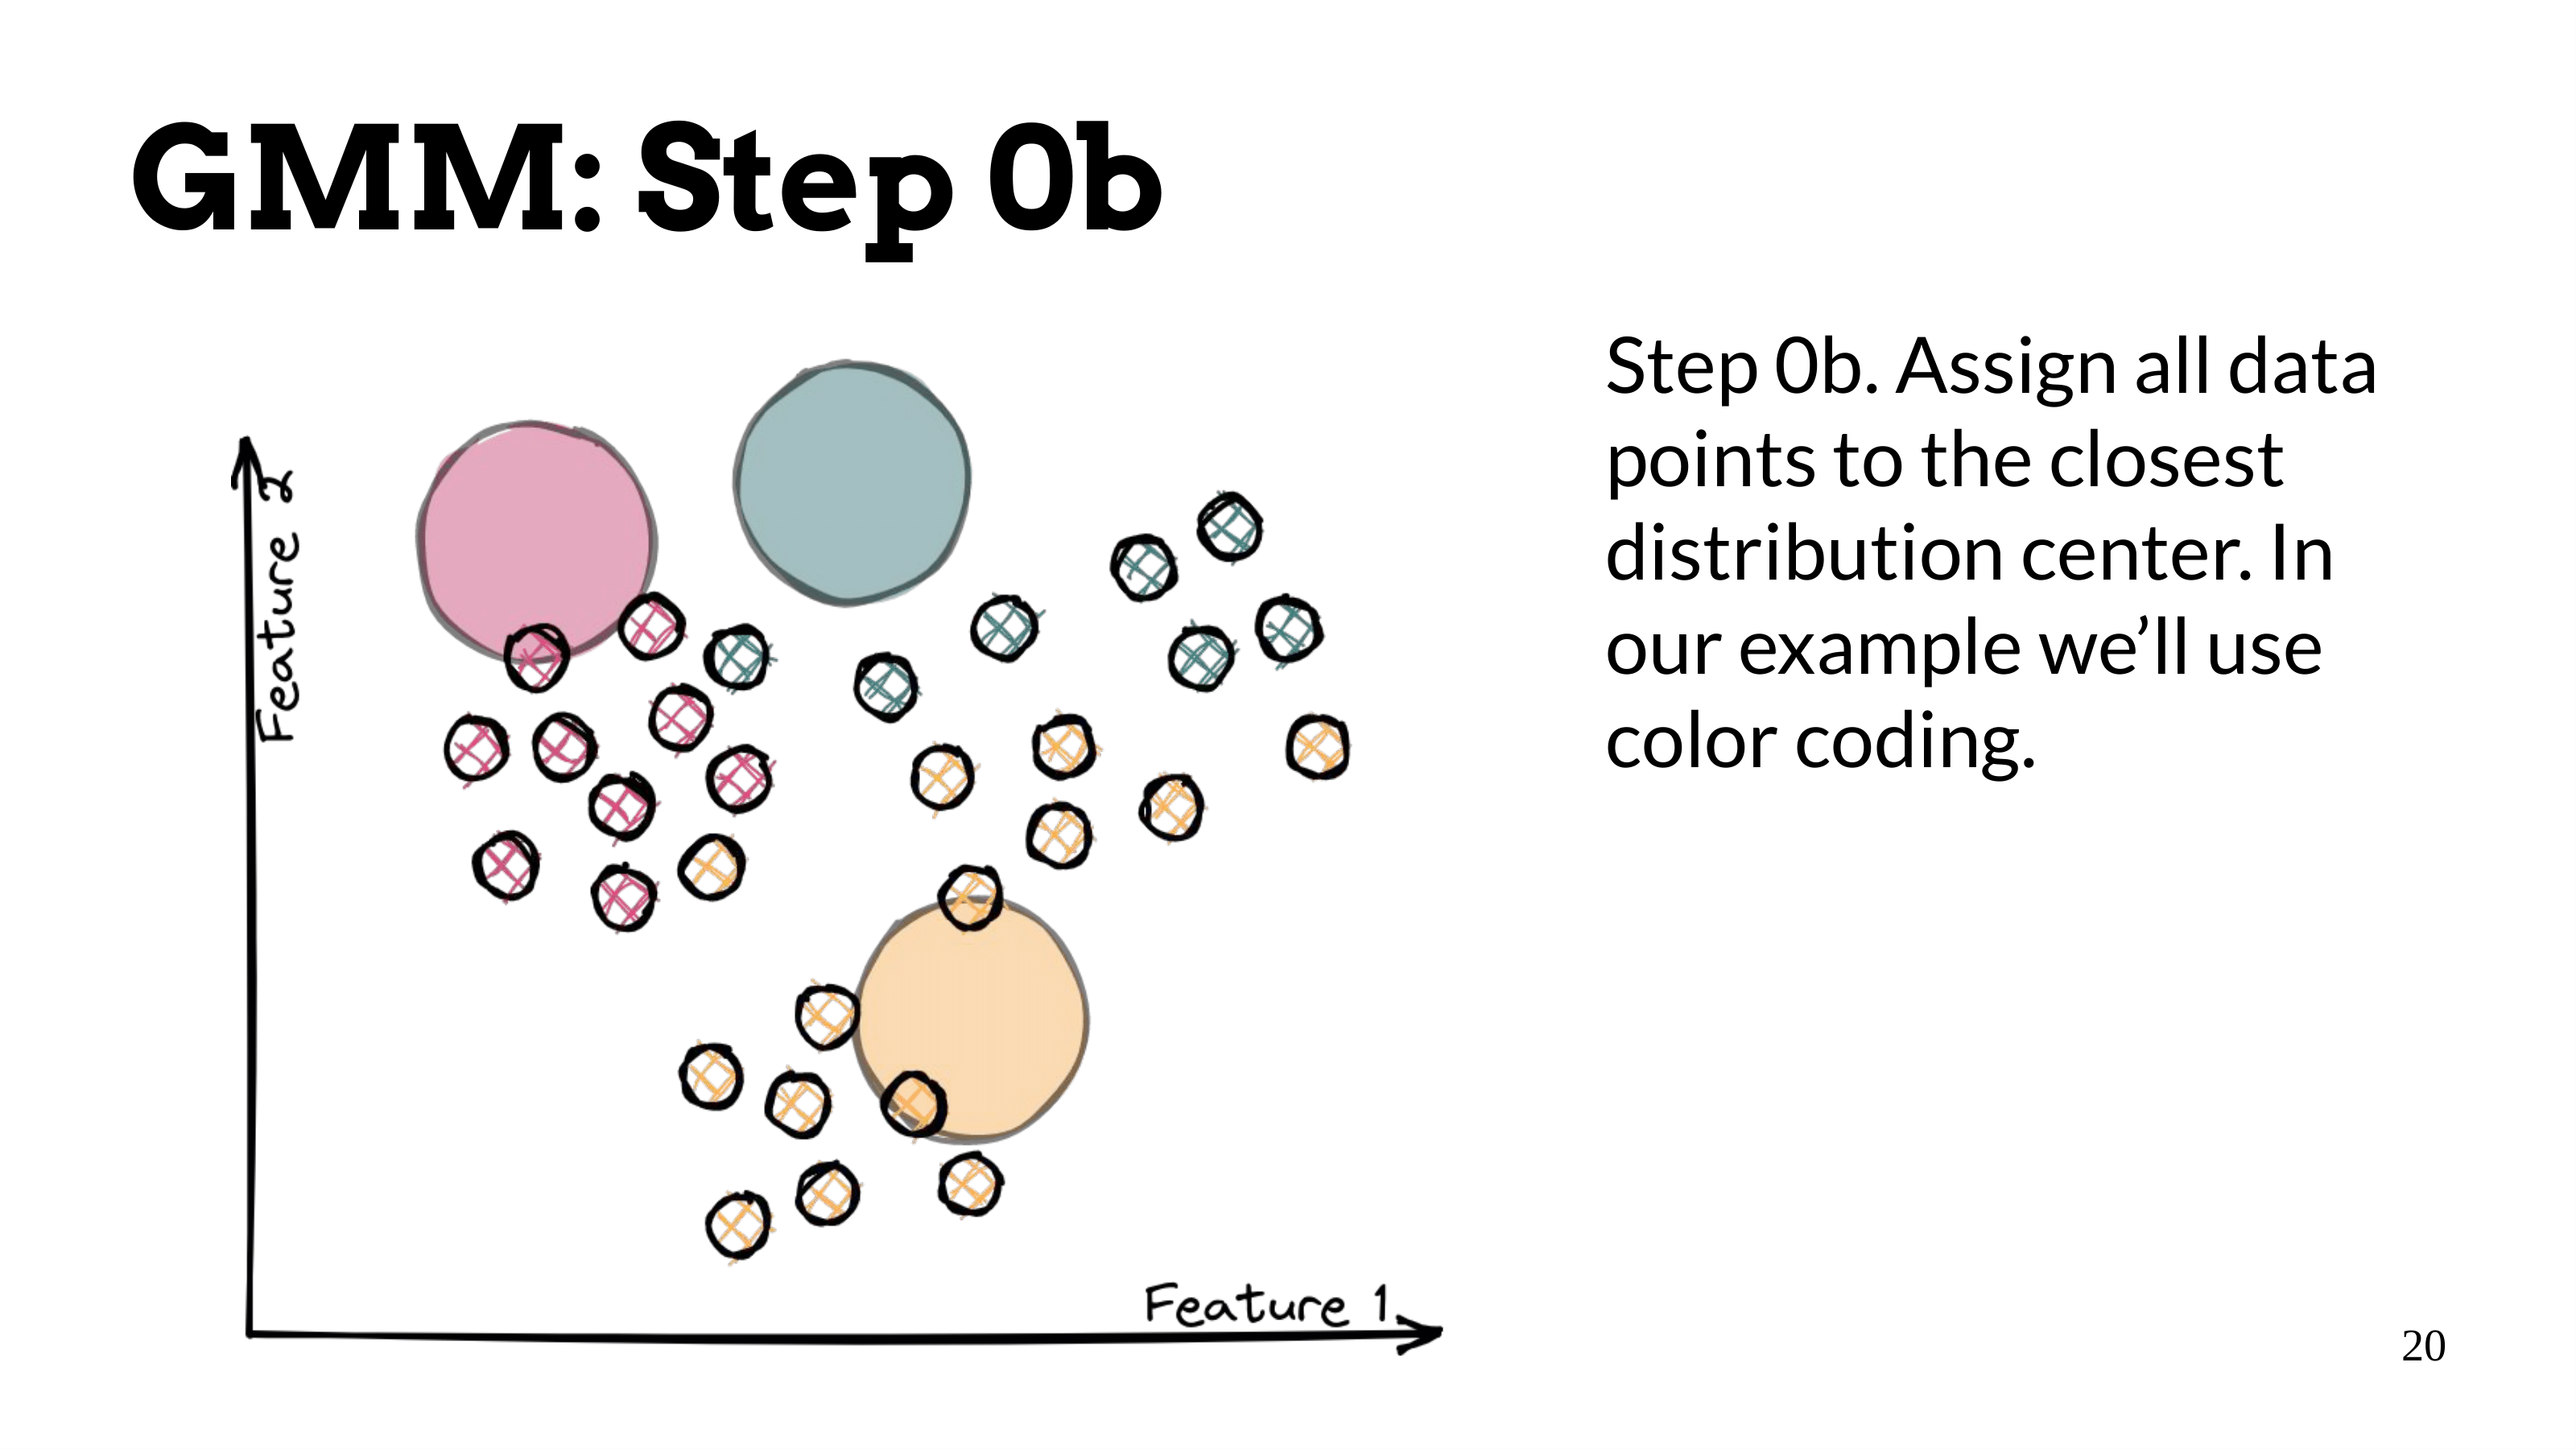 GMM: Step 0b
Step 0b. Assign all data
points to the closest
distribution center. In
our example we’ll use
color coding.
Feature 2
Feature 1
20